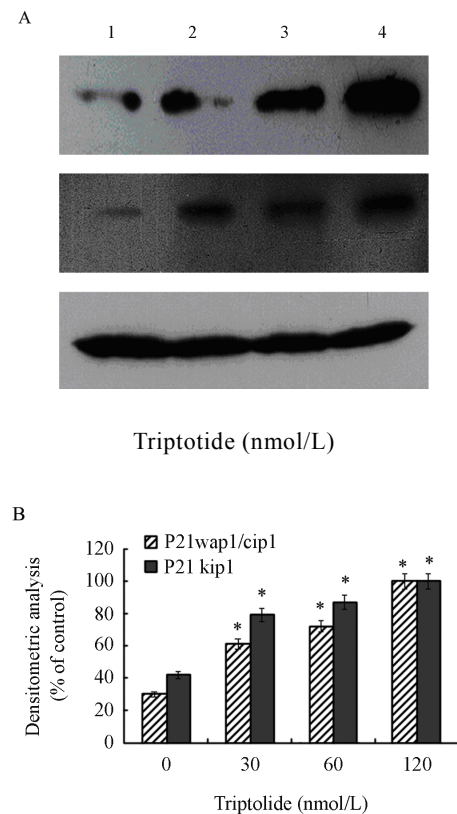 A
1 2 3 4
Triptotide (nmol/L)
B
P21wap1/cip1
P21 kip1
Densitometric analysis
(% of control)
120
100
80
60
40
20
0
* *
* *
* *
0 30 60 120
Triptolide (nmol/L)